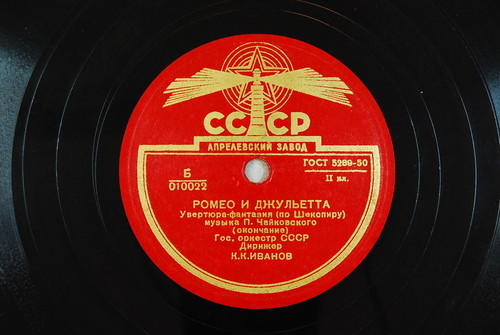 СССР
АПРЕЛЕВСКИЙ ЗАВОД
ГОСТ 5289-50
Б
010022
II кл.
РОМЕО И ДЖУЛЬЕТТА
Увертюра-фантазия (по Шекспиру)
музыка П. Чайковского
(окончание)
Гос. оркестр СССР
Дирижер
К.К.ИВАНОВ